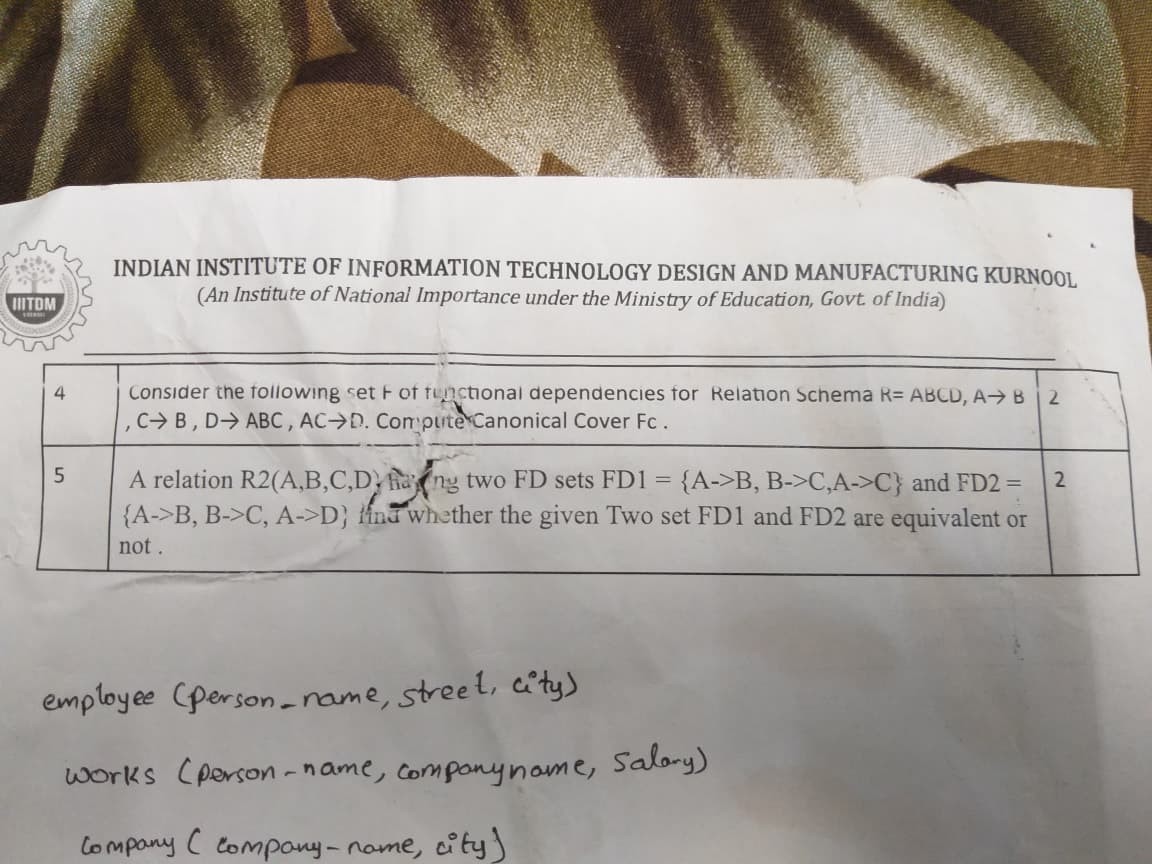 INDIAN INSTITUTE OF INFORMATION TECHNOLOGY DESIGN AND MANUFACTURING KURNOOL
(An Institute of National Importance under the Ministry of Education, Govt. of India)
IIITDM
4 Consider the following set F of functional dependencies for Relation Schema R= ABCD, A→ B 2
, C→ B , D→ ABC , AC→D. Compute Canonical Cover Fc .
5 A relation R2(A,B,C,D) Having two FD sets FD1 = {A->B, B->C,A->C} and FD2 = 2
{A->B, B->C, A->D} find whether the given Two set FD1 and FD2 are equivalent or
not .
employee (person_name, street, city)
works (person-name, companyname, salary)
company ( company-name, city)